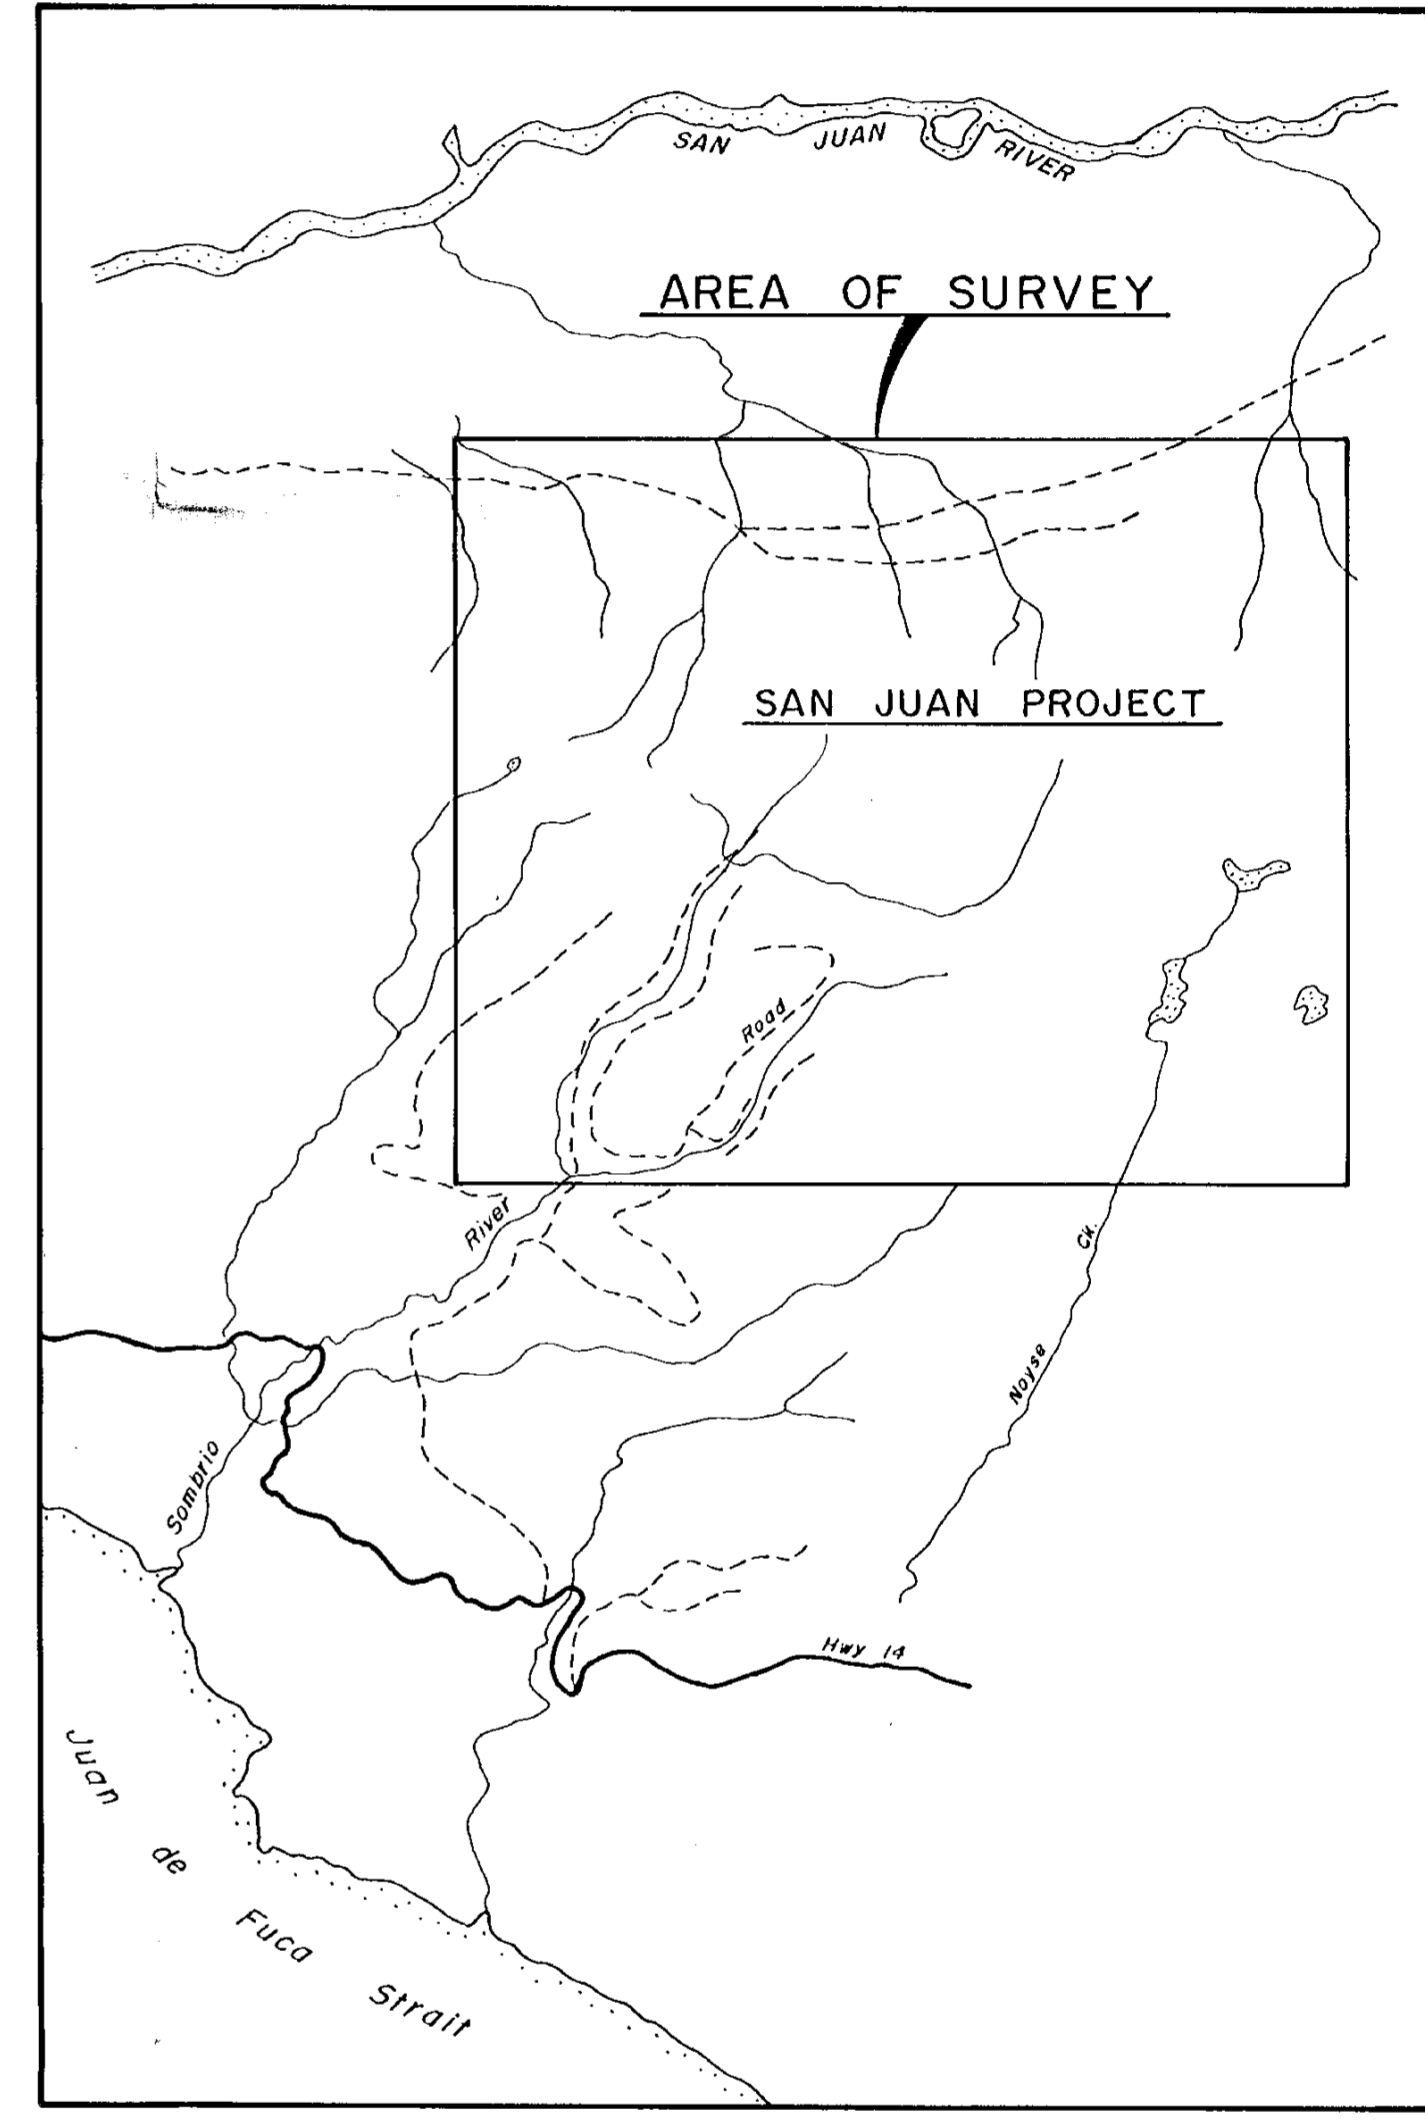 SAN JUAN RIVER
AREA OF SURVEY
SAN JUAN PROJECT
Road
River
Ck.
Noyse
Sombrio
Hwy 14
Juan de Fuca Strait